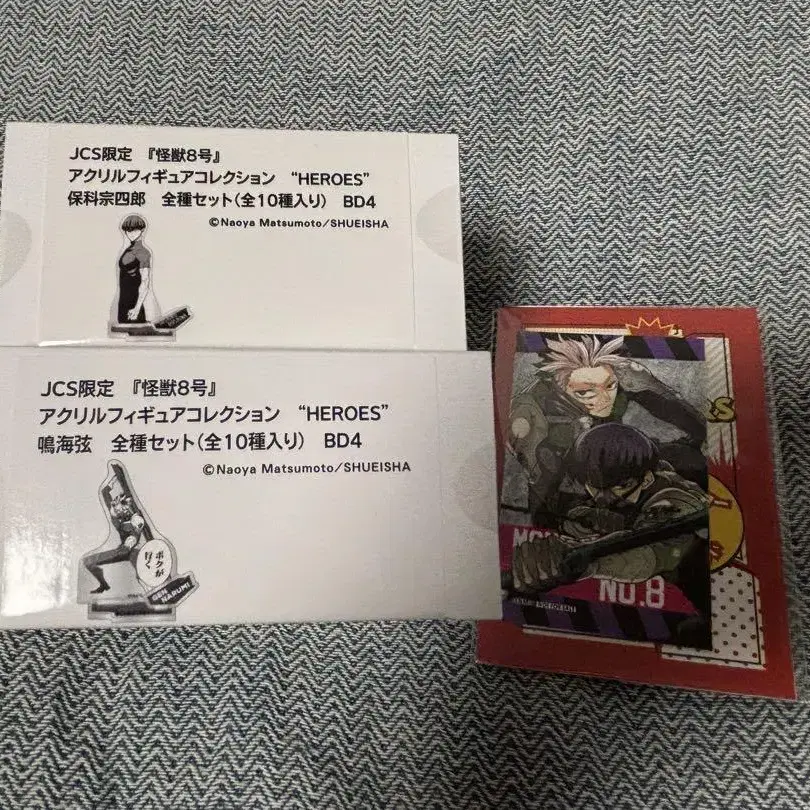 JCS限定 『怪獣8号』
アクリルフィギュアコレクション “HEROES”
保科宗四郎 全種セット(全10種入り) BD4
©Naoya Matsumoto/SHUEISHA
JCS限定 『怪獣8号』
アクリルフィギュアコレクション “HEROES”
鳴海弦 全種セット(全10種入り) BD4
©Naoya Matsumoto/SHUEISHA
ボクが
行く
GEN
NARUMI
NO.8